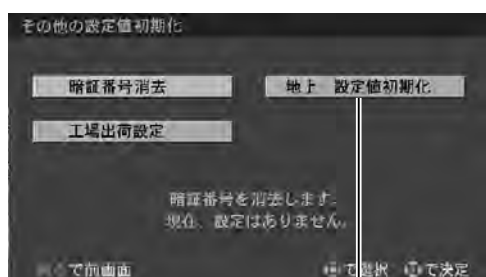 その他の設定値初期化
暗証番号消去
地上 設定値初期化
工場出荷設定
暗証番号を消去します。
現在、設定はありません。
で前画面
で選択 で決定